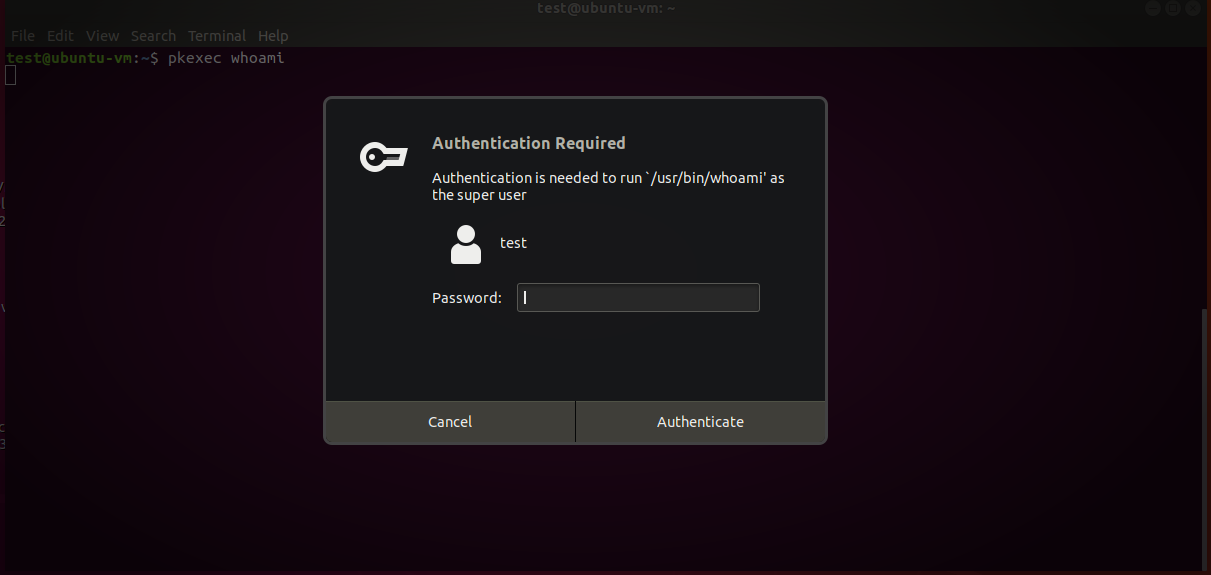 test@ubuntu-vm: ~
File Edit View Search Terminal Help
test@ubuntu-vm:~$ pkexec whoami
Authentication Required
Authentication is needed to run `/usr/bin/whoami' as
the super user
test
Password:
Cancel Authenticate